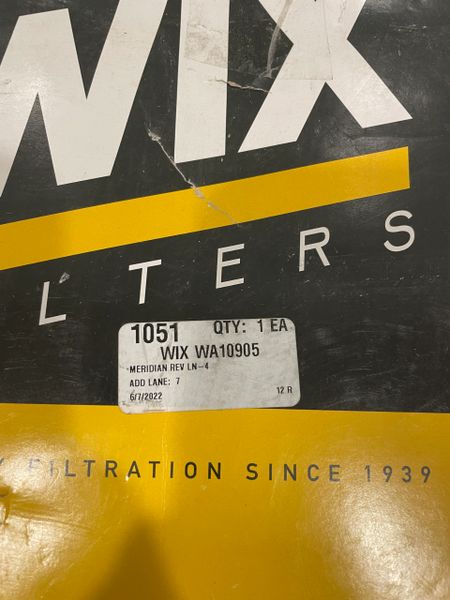 WIX
LTERS
1051 QTY: 1 EA
WIX WA10905
MERIDIAN REV LN-4
ADD LANE: 7
6/7/2022 12 R
FILTRATION SINCE 1939